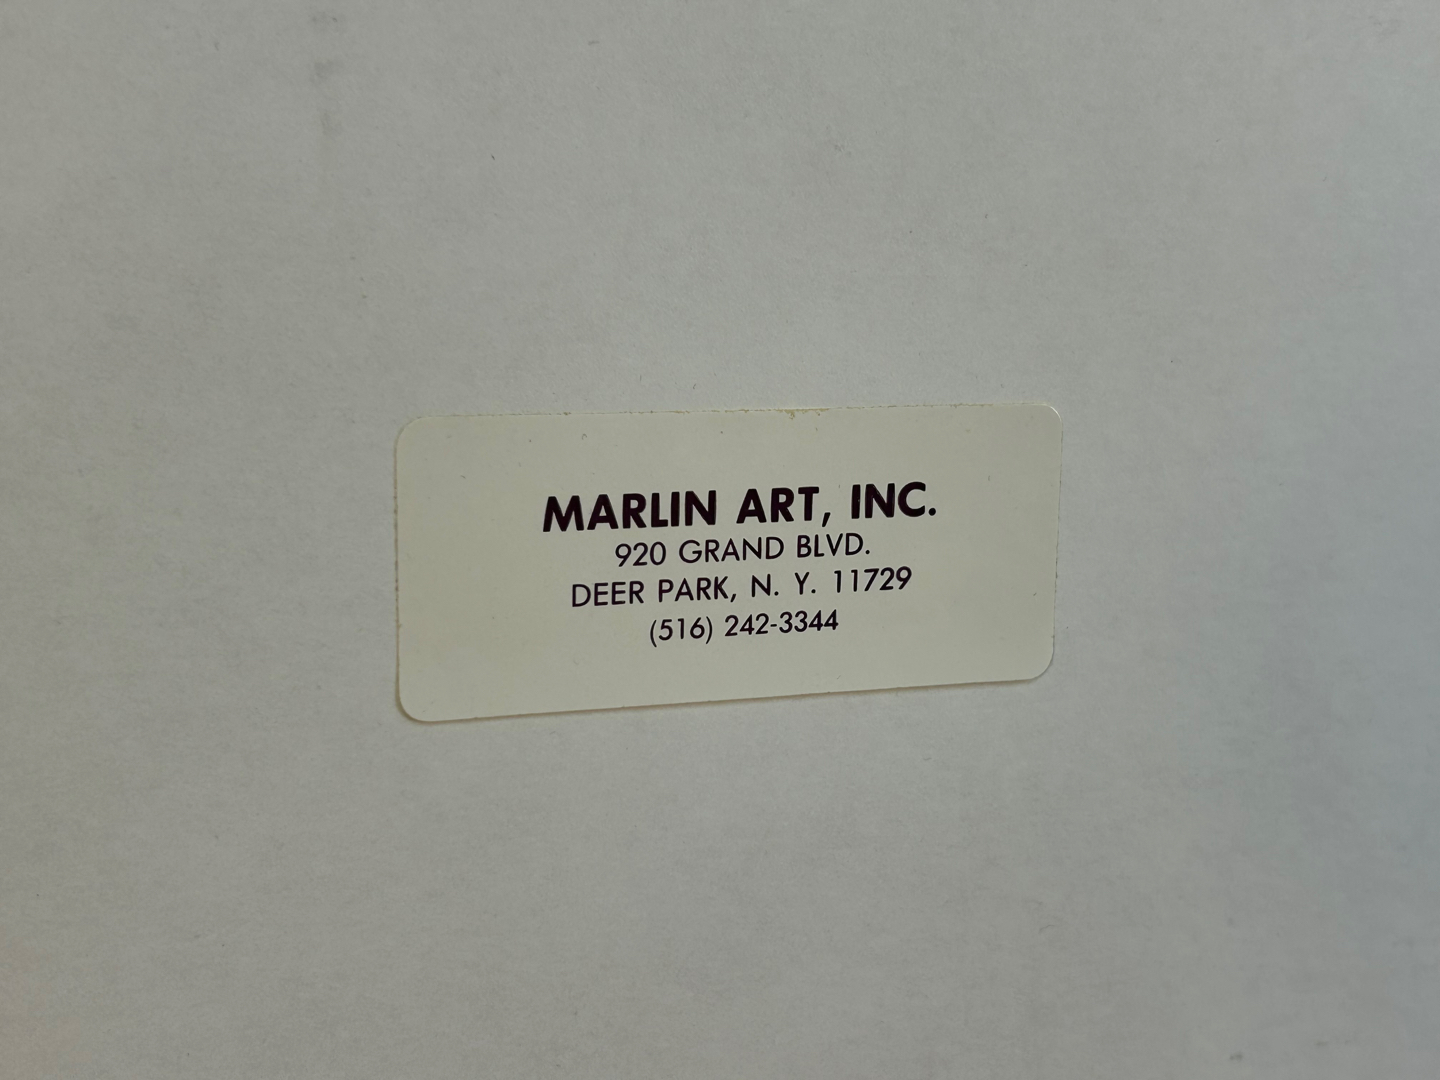 MARLIN ART, INC.
920 GRAND BLVD.
DEER PARK, N. Y. 11729
(516) 242-3344